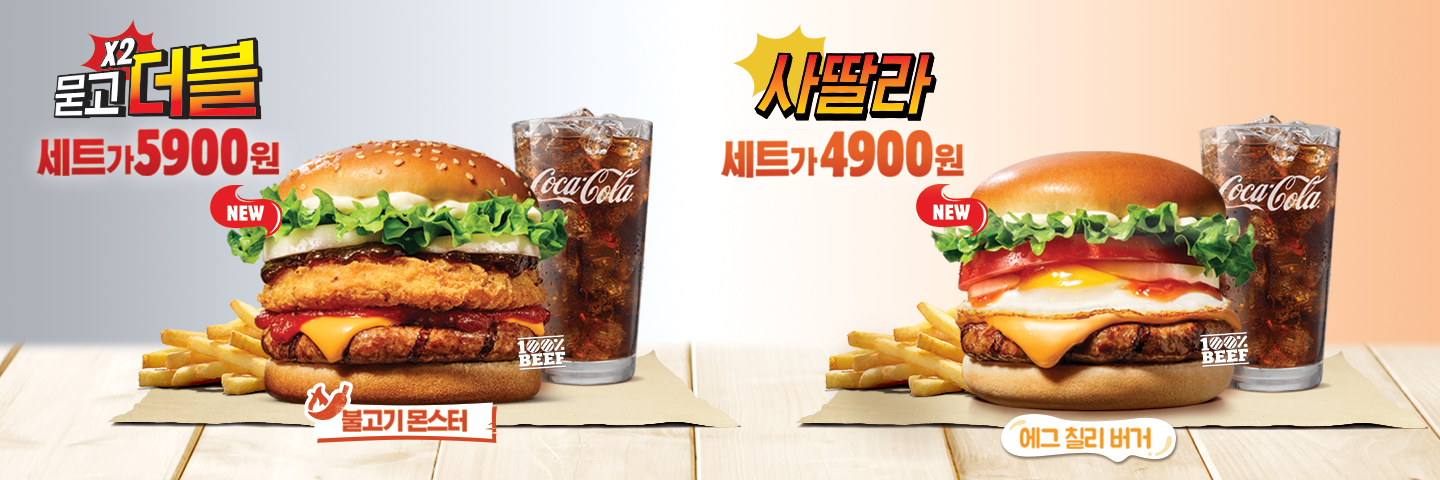 X2
묻고더블
세트가5900원
NEW
Coca-Cola
100% BEEF
불고기 몬스터
사딸라
세트가4900원
NEW
Coca-Cola
100% BEEF
에그 칠리 버거